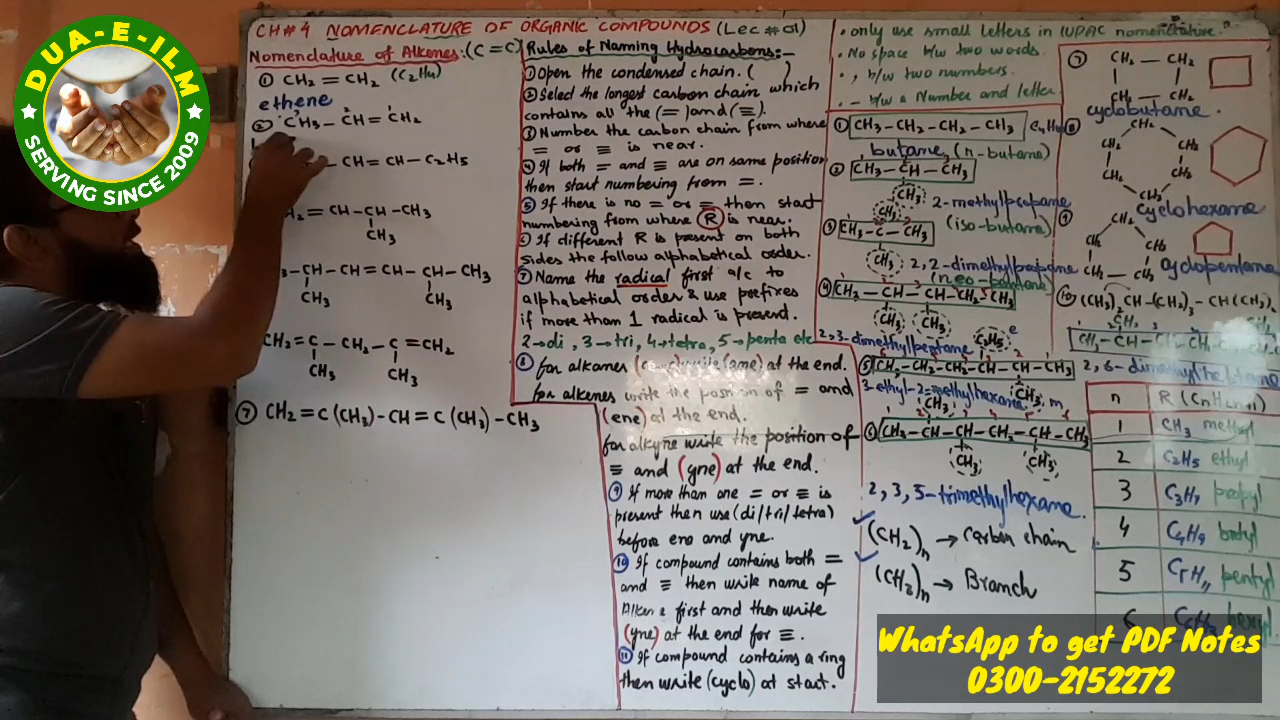 DUA-E-ILM
SERVING SINCE 2009
CH# 4 NOMENCLATURE OF ORGANIC COMPOUNDS (Lec # 01)
Nomenclature of Alkenes:(C=C)
① CH₂ = CH₂ (C₂H₄)
ethene
② CH₃ – CH = CH₂
– CH = CH – C₂H₅
= CH – CH – CH₃
CH₃
– CH – CH = CH – CH – CH₃
CH₃ CH₃
CH₂ = C – CH₂ – C = CH₂
CH₃ CH₃
⑦ CH₂ = C (CH₃) – CH = C (CH₃) – CH₃
Rules of Naming Hydrocarbons:-
① Open the condensed chain. ( )
② Select the longest carbon chain which
contains all the (=) and (≡).
③ Number the carbon chain from where
= or ≡ is near.
④ If both = and ≡ are on same position
then start numbering from =.
⑤ If there is no = or ≡ then start
numbering from where R is near.
⑥ If different R is present on both
sides the follow alphabetical order.
⑦ Name the radical first a/c to
alphabetical order & use prefixes
if more than 1 radical is present.
2→di, 3→tri, 4→tetra, 5→penta etc
⑧ for alkanes write (ane) at the end.
for alkenes write the position of = and
(ene) at the end.
for alkyne write the position of
≡ and (yne) at the end.
⑨ If more than one = or ≡ is
present then use (di/tri/tetra)
before ene and yne.
⑩ If compound contains both =
and ≡ then write name of
Alkene first and then write
(yne) at the end for ≡.
⑪ If compound contains a ring
then write (cyclo) at start.
• only use small letters in IUPAC nomenclature.
• No space b/w two words.
• , b/w two numbers.
• – b/w a Number and letter
① CH₃–CH₂–CH₂–CH₃
butane (n-butane)
② CH₃ – CH – CH₃
CH₃
2-methylpropane
(iso-butane)
③ CH₃ – C – CH₃
CH₃
CH₃
2,2-dimethylpropane
(neo-pentane)
④ CH₃ – CH – CH – CH₂ – CH₃
CH₃ CH₃
2,3-dimethylpentane
C₂H₅ e
⑤ CH₃–CH₂–CH₂–CH–CH–CH₃
CH₃ m
3-ethyl-2-methylhexane
CH₃
⑥ CH₃–CH–CH–CH₂–CH–CH₃
CH₃ CH₃
2,3,5-trimethylhexane.
(CH₂)n → Carbon chain
(CH₃)n → Branch
⑦ CH₂ – CH₂
CH₂ – CH₂
cyclobutane
⑧ CH₂
CH₂ CH₂
CH₂ CH₂
CH₂
cyclohexane
⑨ CH₂
CH₂ CH₂
CH₂ – CH₂
cyclopentane
⑩ (CH₃)₂ CH–(CH₂)₃ – CH(CH₃)₂
CH₃
n R (CnH2n+1)
1 CH₃ methyl
2 C₂H₅ ethyl
3 C₃H₇ propyl
4 C₄H₉ butyl
5 C₅H₁₁ pentyl
6 C₆H₁₃ hexyl
WhatsApp to get PDF Notes
0300-2152272